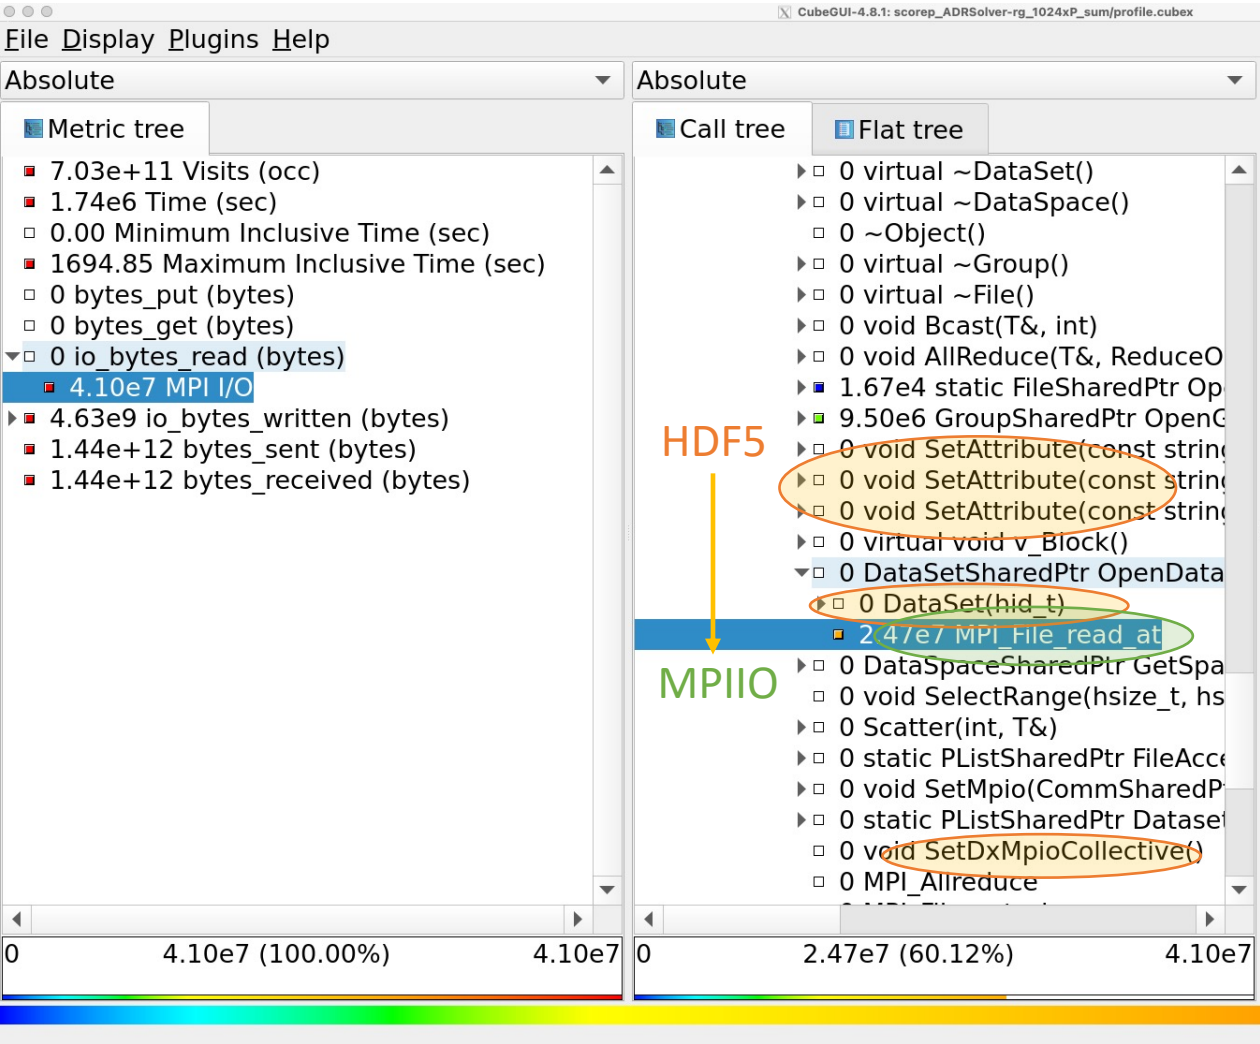 CubeGUI-4.8.1: scorep_ADRSolver-rg_1024xP_sum/profile.cubex
File Display Plugins Help
Absolute
Metric tree
7.03e+11 Visits (occ)
1.74e6 Time (sec)
0.00 Minimum Inclusive Time (sec)
1694.85 Maximum Inclusive Time (sec)
0 bytes_put (bytes)
0 bytes_get (bytes)
0 io_bytes_read (bytes)
4.10e7 MPI I/O
4.63e9 io_bytes_written (bytes)
1.44e+12 bytes_sent (bytes)
1.44e+12 bytes_received (bytes)
0 4.10e7 (100.00%) 4.10e7
Absolute
Call tree Flat tree
0 virtual ~DataSet()
0 virtual ~DataSpace()
0 ~Object()
0 virtual ~Group()
0 virtual ~File()
0 void Bcast(T&, int)
0 void AllReduce(T&, ReduceO
1.67e4 static FileSharedPtr Op
9.50e6 GroupSharedPtr OpenG
0 void SetAttribute(const string
0 void SetAttribute(const string
0 void SetAttribute(const string
0 virtual void v_Block()
0 DataSetSharedPtr OpenData
0 DataSet(hid_t)
2.47e7 MPI_File_read_at
0 DataSpaceSharedPtr GetSpa
0 void SelectRange(hsize_t, hs
0 Scatter(int, T&)
0 static PListSharedPtr FileAcce
0 void SetMpio(CommSharedP
0 static PListSharedPtr Dataset
0 void SetDxMpioCollective()
0 MPI_Allreduce
0 2.47e7 (60.12%) 4.10e7
HDF5
MPIIO